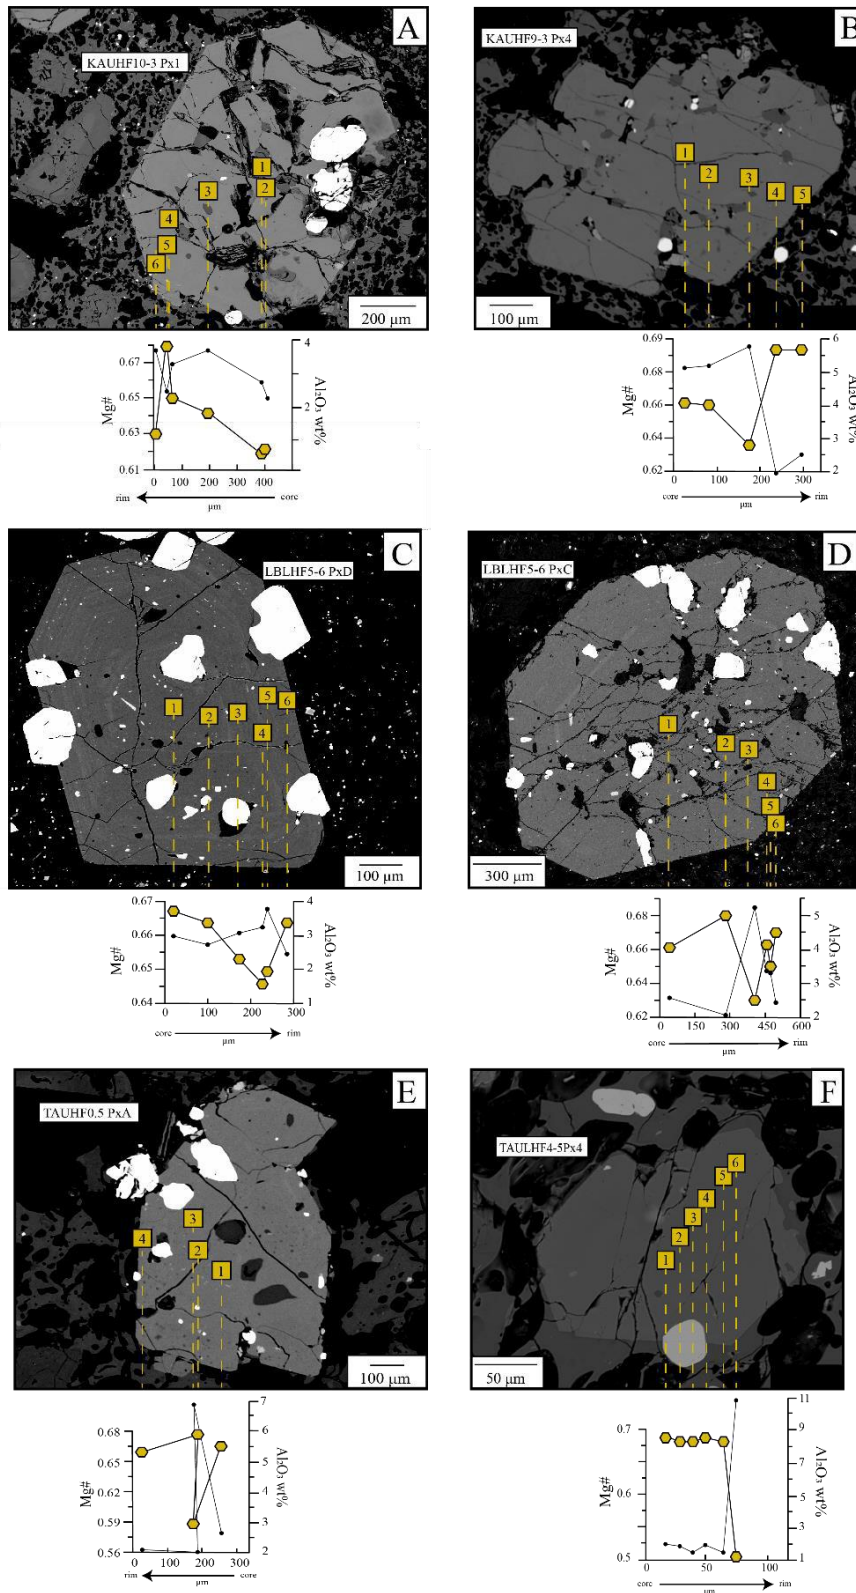 A
KAUHF10-3 Px1
1
2
3
4
5
6
200 µm
0.67
0.65
0.63
0.61
Mg#
4
3
2
1
Al₂O₃ wt%
0 100 200 300 400
rim µm core
B
KAUHF9-3 Px4
1
2
3
4
5
100 µm
0.69
0.68
0.66
0.64
0.62
Mg#
6
5
4
3
2
Al₂O₃ wt%
0 100 200 300
core µm rim
C
LBLHF5-6 PxD
1
2
3
4
5
6
100 µm
0.67
0.66
0.65
0.64
Mg#
4
3
2
1
Al₂O₃ wt%
0 100 200 300
core µm rim
D
LBLHF5-6 PxC
1
2
3
4
5
6
300 µm
0.68
0.66
0.64
0.62
Mg#
5
4
3
2
Al₂O₃ wt%
0 150 300 450 600
core µm rim
E
TAUHF0.5 PxA
1
2
3
4
100 µm
0.68
0.65
0.62
0.59
0.56
Mg#
7
6
5
4
3
2
Al₂O₃ wt%
0 100 200 300
rim µm core
F
TAULHF4-5Px4
1
2
3
4
5
6
50 µm
0.7
0.6
0.5
Mg#
11
9
7
5
3
1
Al₂O₃ wt%
0 50 100
core µm rim